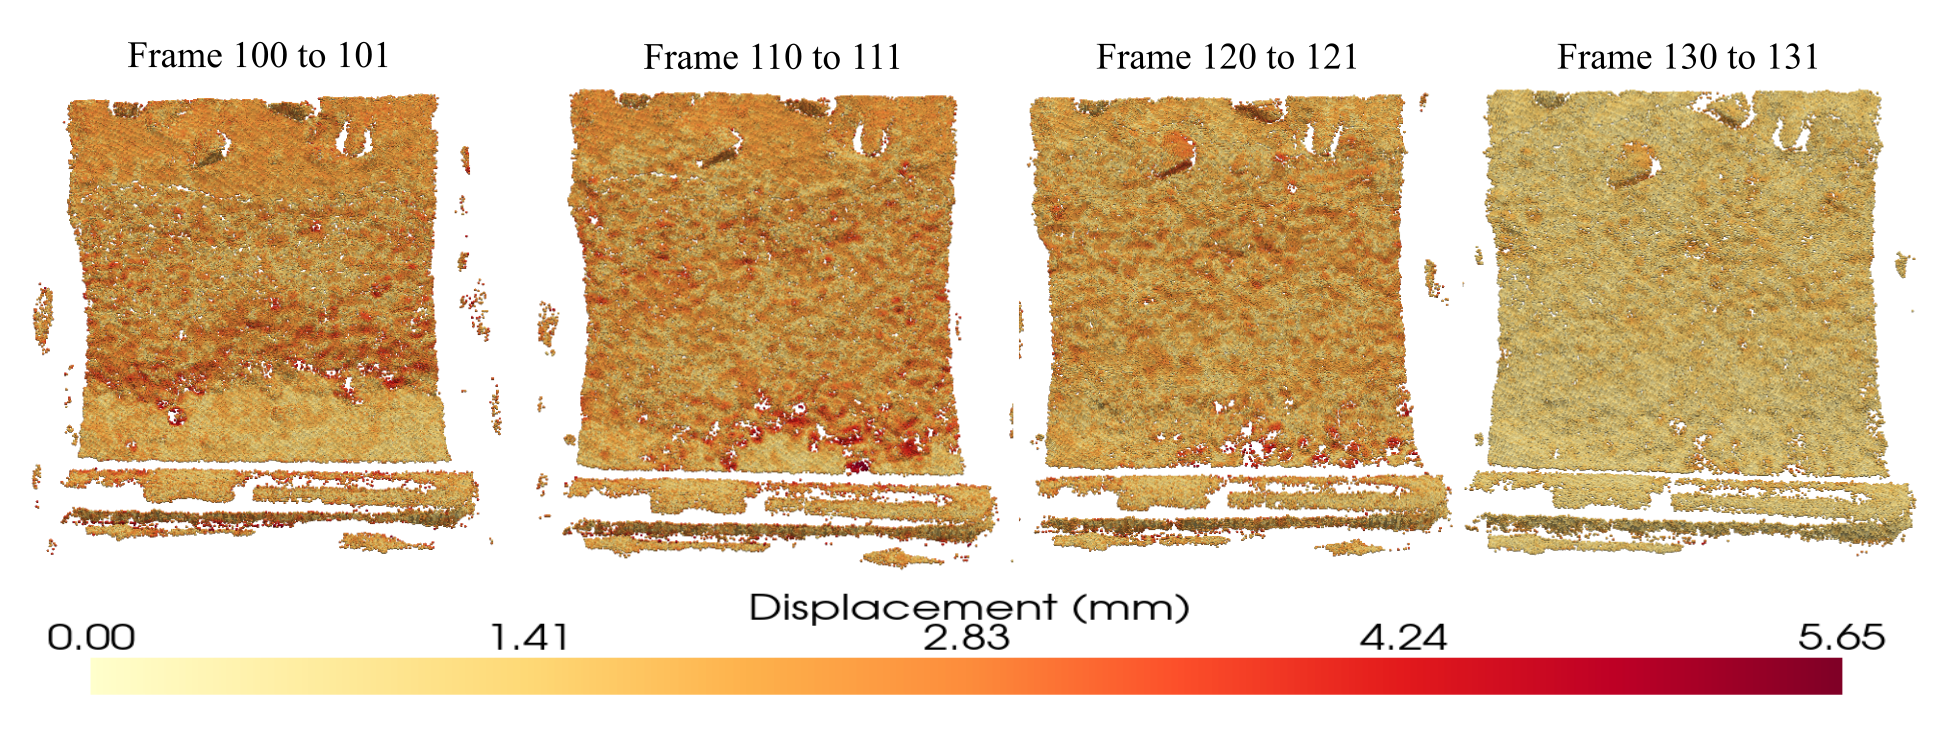 Frame 100 to 101
Frame 110 to 111
Frame 120 to 121
Frame 130 to 131
Displacement (mm)
0.00 1.41 2.83 4.24 5.65